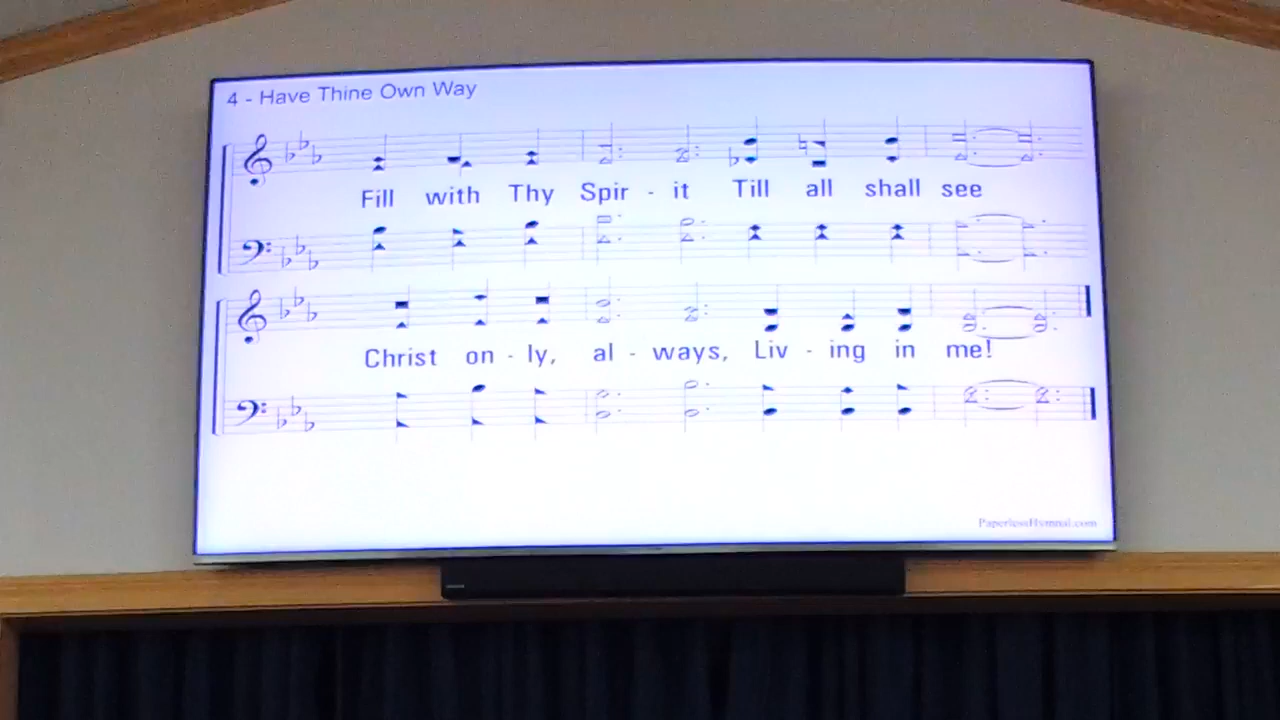 4 - Have Thine Own Way
Fill with Thy Spir - it Till all shall see
Christ on - ly, al - ways, Liv - ing in me!
PaperlessHymnal.com